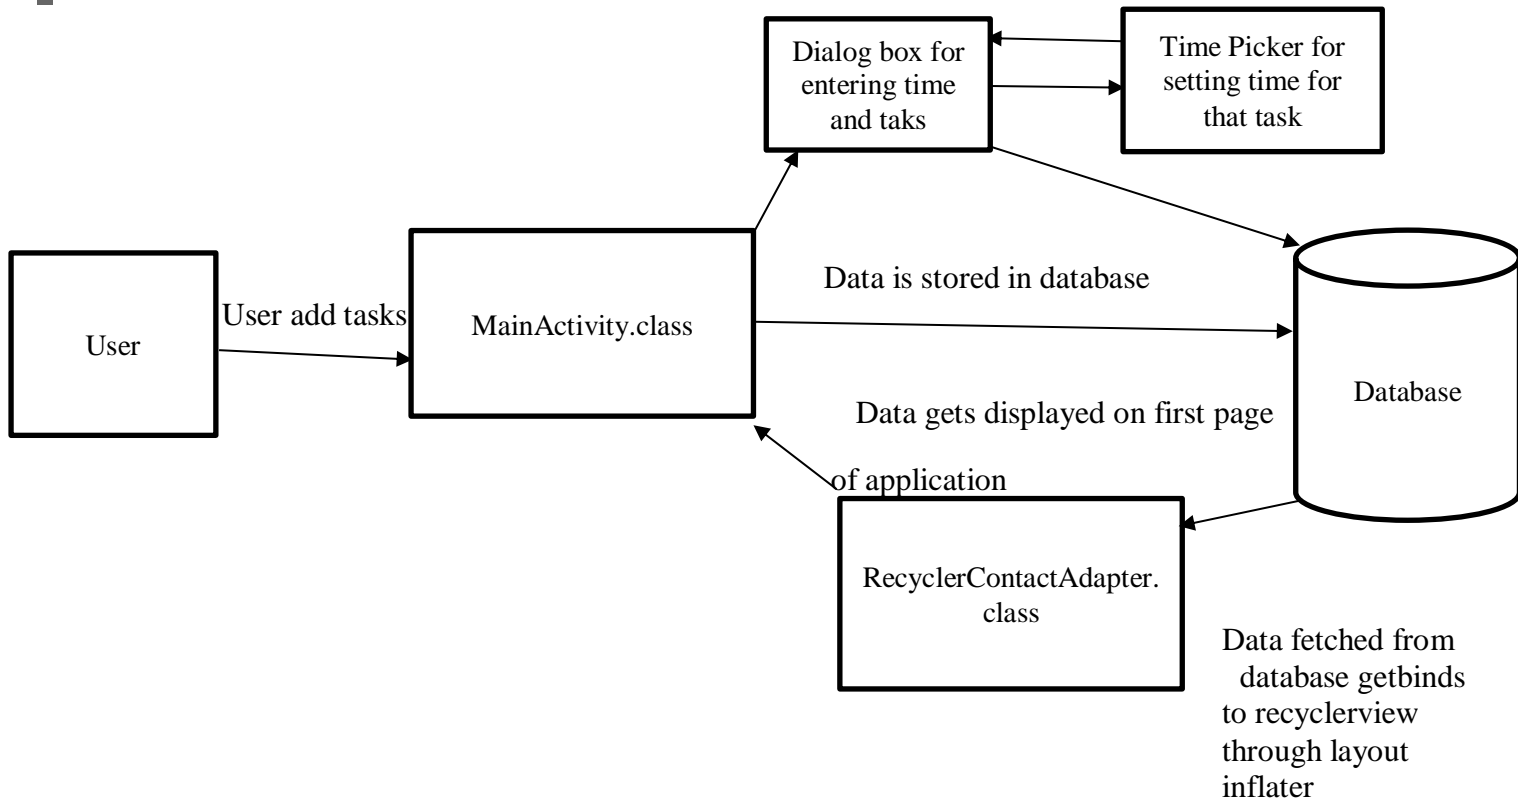 Dialog box for
entering time
and taks
Time Picker for
setting time for
that task
User
User add tasks
MainActivity.class
Data is stored in database
Database
Data gets displayed on first page
of application
RecyclerContactAdapter.
class
Data fetched from
database getbinds
to recyclerview
through layout
inflater